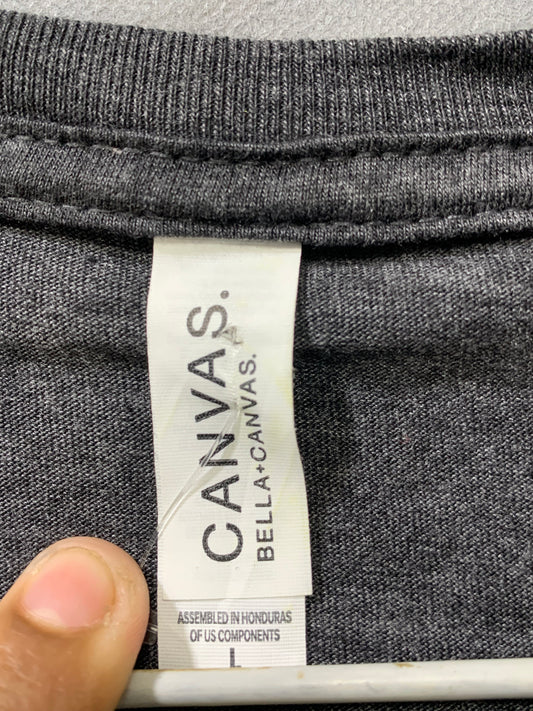 CANVAS.
BELLA+CANVAS.
ASSEMBLED IN HONDURAS
OF US COMPONENTS
L